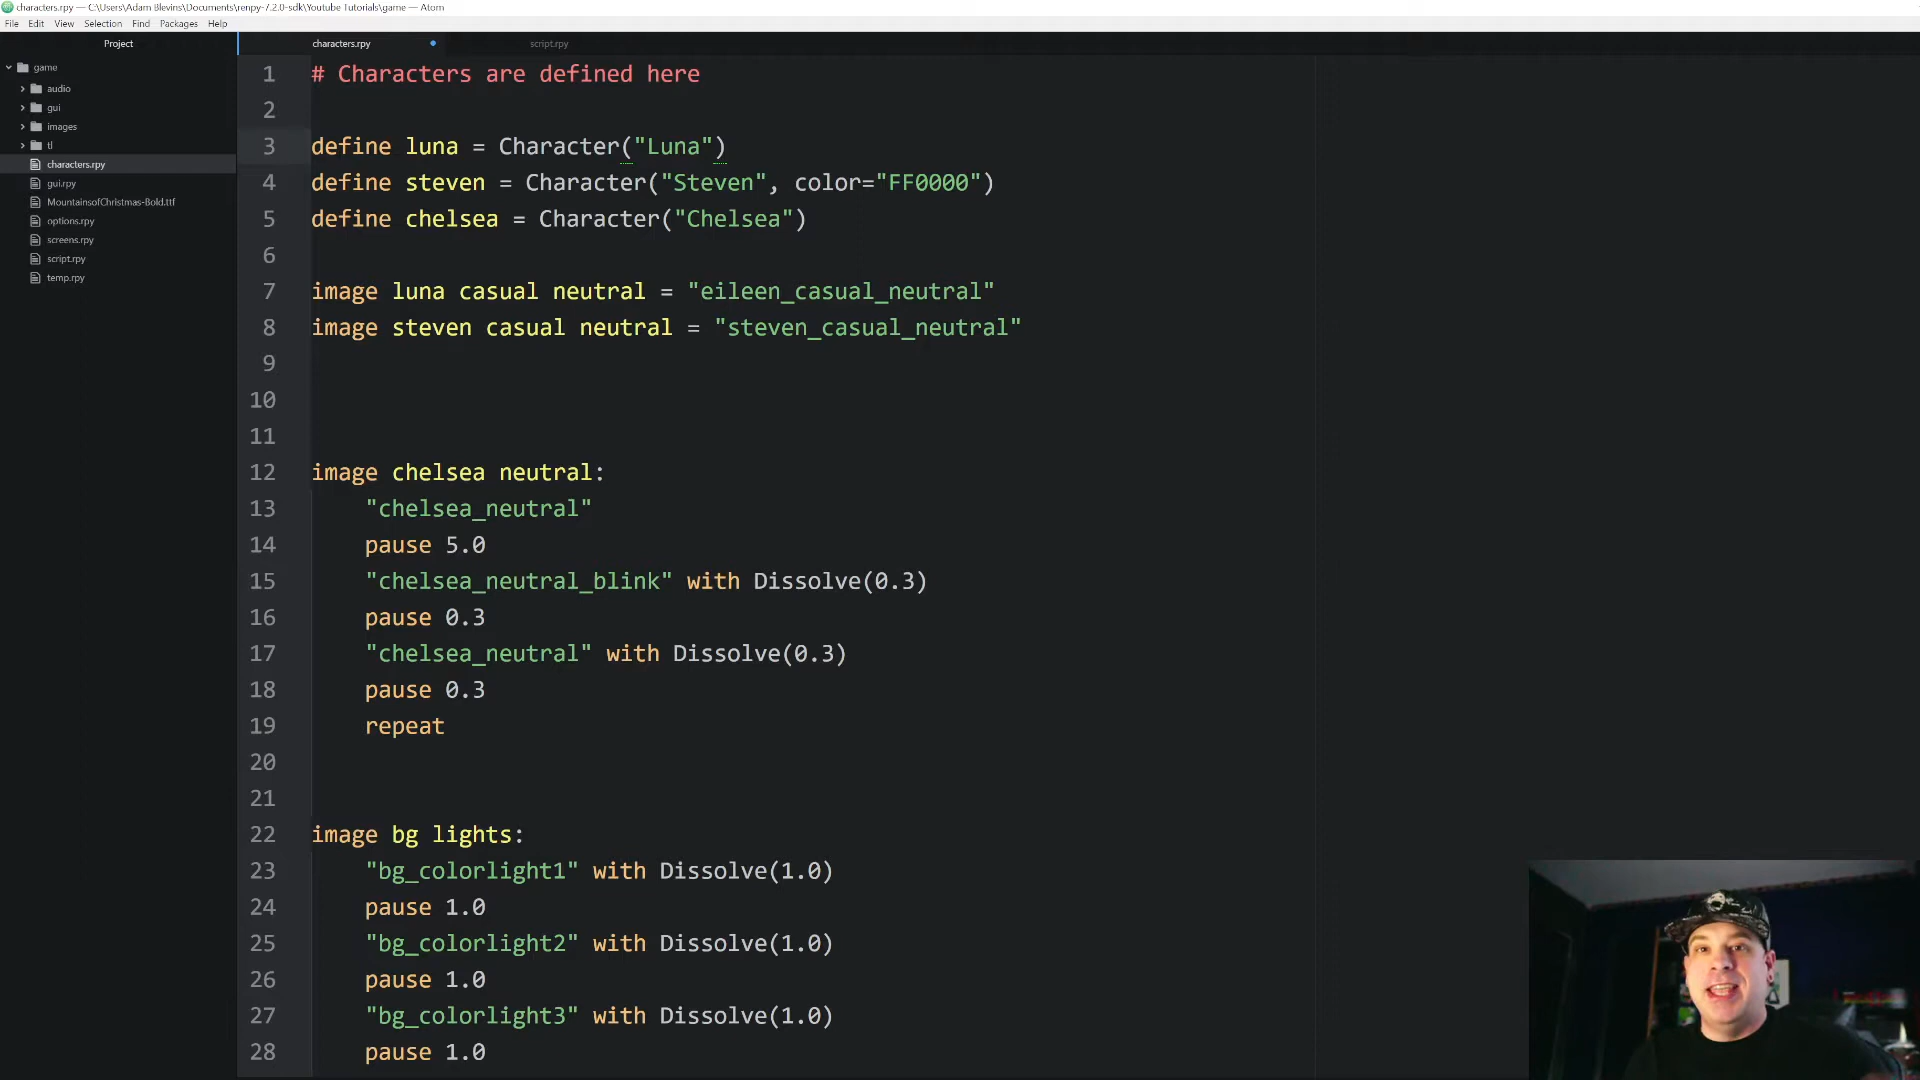 characters.rpy — C:\Users\Adam Blevins\Documents\renpy-7.2.0-sdk\Youtube Tutorials\game — Atom
File Edit View Selection Find Packages Help
Project
characters.rpy
script.rpy
game
audio
gui
images
tl
characters.rpy
gui.rpy
MountainsofChristmas-Bold.ttf
options.rpy
screens.rpy
script.rpy
temp.rpy
1 # Characters are defined here
2
3 define luna = Character("Luna")
4 define steven = Character("Steven", color="FF0000")
5 define chelsea = Character("Chelsea")
6
7 image luna casual neutral = "eileen_casual_neutral"
8 image steven casual neutral = "steven_casual_neutral"
9
10
11
12 image chelsea neutral:
13 "chelsea_neutral"
14 pause 5.0
15 "chelsea_neutral_blink" with Dissolve(0.3)
16 pause 0.3
17 "chelsea_neutral" with Dissolve(0.3)
18 pause 0.3
19 repeat
20
21
22 image bg lights:
23 "bg_colorlight1" with Dissolve(1.0)
24 pause 1.0
25 "bg_colorlight2" with Dissolve(1.0)
26 pause 1.0
27 "bg_colorlight3" with Dissolve(1.0)
28 pause 1.0